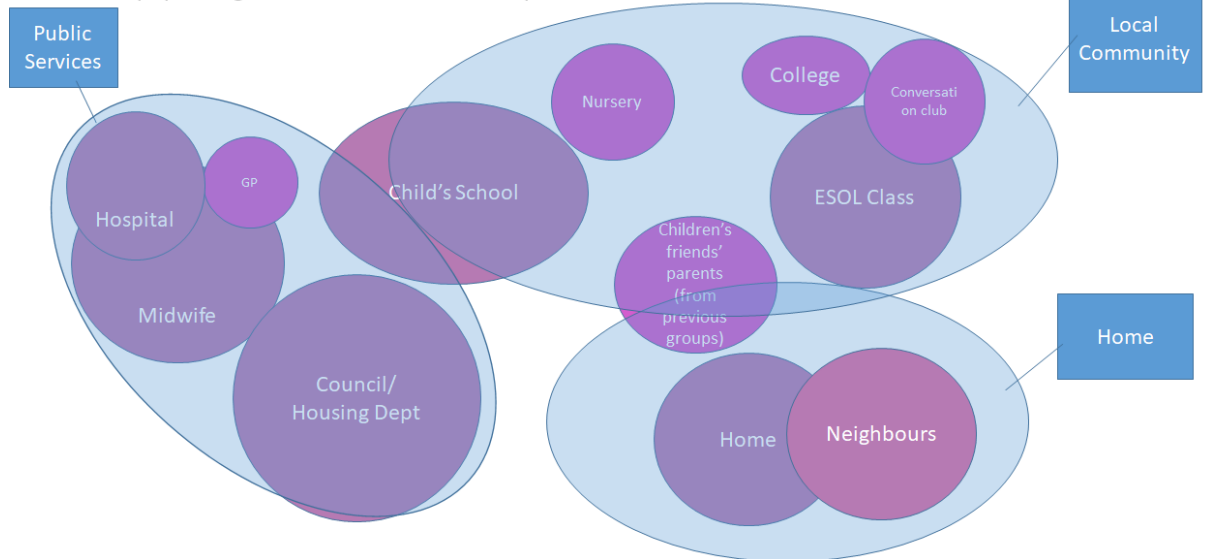 Public
Services
Local
Community
College
Nursery
Conversati
on club
GP
Child's School
ESOL Class
Hospital
Children's
friends'
parents
(from
previous
groups)
Midwife
Home
Council/
Housing Dept
Home
Neighbours